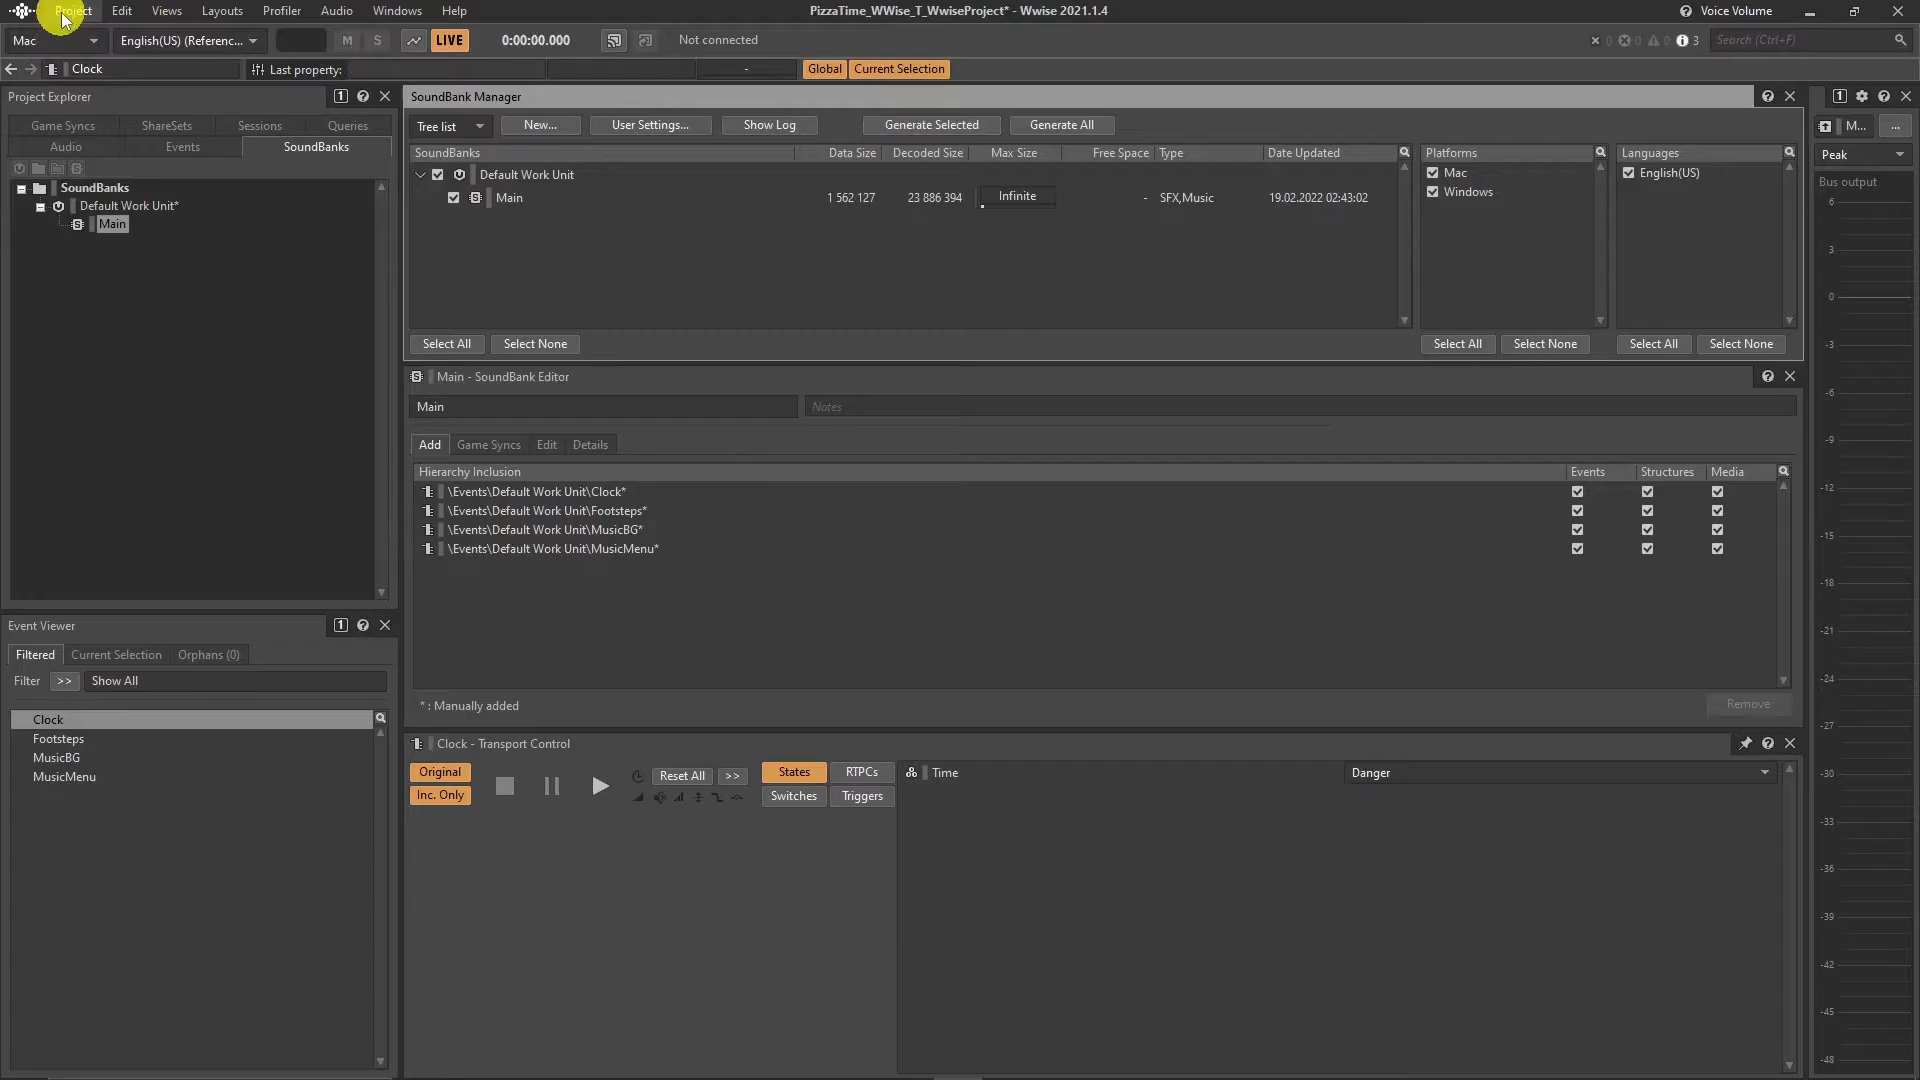 Project Edit Views Layouts Profiler Audio Windows Help
PizzaTime_WWise_T_WwiseProject* - Wwise 2021.1.4
Voice Volume
Mac
English(US) (Referenc...
M S
LIVE
0:00:00.000
Not connected
0 0 0 3
Search (Ctrl+F)
Clock
Last property:
-
Global
Current Selection
Project Explorer
1
Game Syncs ShareSets Sessions Queries
Audio Events SoundBanks
SoundBanks
Default Work Unit*
Main
Event Viewer
1
Filtered Current Selection Orphans (0)
Filter >> Show All
Clock
Footsteps
MusicBG
MusicMenu
SoundBank Manager
Tree list
New...
User Settings...
Show Log
Generate Selected
Generate All
SoundBanks Data Size Decoded Size Max Size Free Space Type Date Updated
Default Work Unit
Main 1 562 127 23 886 394 Infinite - SFX,Music 19.02.2022 02:43:02
Select All Select None
Platforms
Mac
Windows
Select All Select None
Languages
English(US)
Select All Select None
Main - SoundBank Editor
Main
Notes
Add Game Syncs Edit Details
Hierarchy Inclusion Events Structures Media
\Events\Default Work Unit\Clock*
\Events\Default Work Unit\Footsteps*
\Events\Default Work Unit\MusicBG*
\Events\Default Work Unit\MusicMenu*
* : Manually added
Remove
Clock - Transport Control
Original
Inc. Only
Reset All >>
States RTPCs
Switches Triggers
Time Danger
1
M... ...
Peak
Bus output
6
3
0
-3
-6
-9
-12
-15
-18
-21
-24
-27
-30
-33
-36
-39
-42
-45
-48